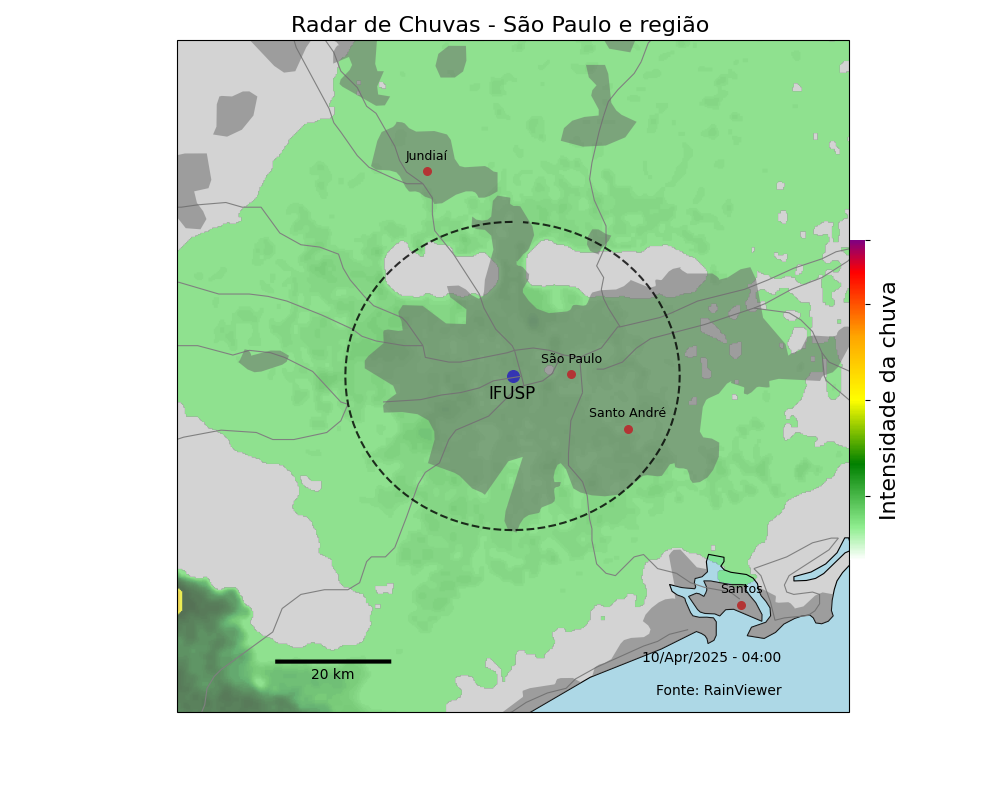 Radar de Chuvas - São Paulo e região
Jundiaí
São Paulo
IFUSP
Santo André
Intensidade da chuva
Santos
10/Apr/2025 - 04:00
20 km
Fonte: RainViewer